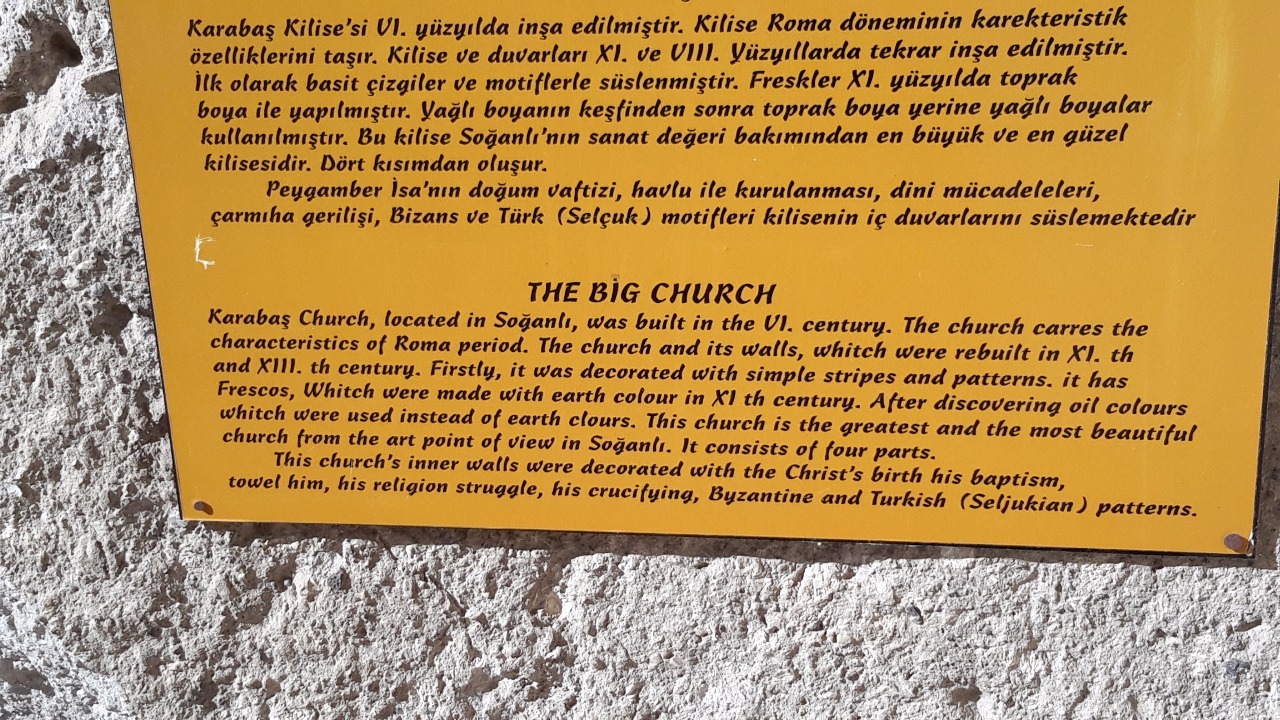 Karabaş Kilise'si VI. yüzyılda inşa edilmiştir. Kilise Roma döneminin karekteristik
özelliklerini taşır. Kilise ve duvarları XI. ve VIII. Yüzyıllarda tekrar inşa edilmiştir.
İlk olarak basit çizgiler ve motiflerle süslenmiştir. Freskler XI. yüzyılda toprak
boya ile yapılmıştır. Yağlı boyanın keşfinden sonra toprak boya yerine yağlı boyalar
kullanılmıştır. Bu kilise Soğanlı'nın sanat değeri bakımından en büyük ve en güzel
kilisesidir. Dört kısımdan oluşur.
Peygamber İsa'nın doğum vaftizi, havlu ile kurulanması, dini mücadeleleri,
çarmıha gerilişi, Bizans ve Türk (Selçuk) motifleri kilisenin iç duvarlarını süslemektedir
THE BİG CHURCH
Karabaş Church, located in Soğanlı, was built in the VI. century. The church carres the
characteristics of Roma period. The church and its walls, whitch were rebuilt in XI. th
and XIII. th century. Firstly, it was decorated with simple stripes and patterns. it has
Frescos, Whitch were made with earth colour in XI th century. After discovering oil colours
whitch were used instead of earth clours. This church is the greatest and the most beautiful
church from the art point of view in Soğanlı. It consists of four parts.
This church's inner walls were decorated with the Christ's birth his baptism,
towel him, his religion struggle, his crucifying, Byzantine and Turkish (Seljukian) patterns.